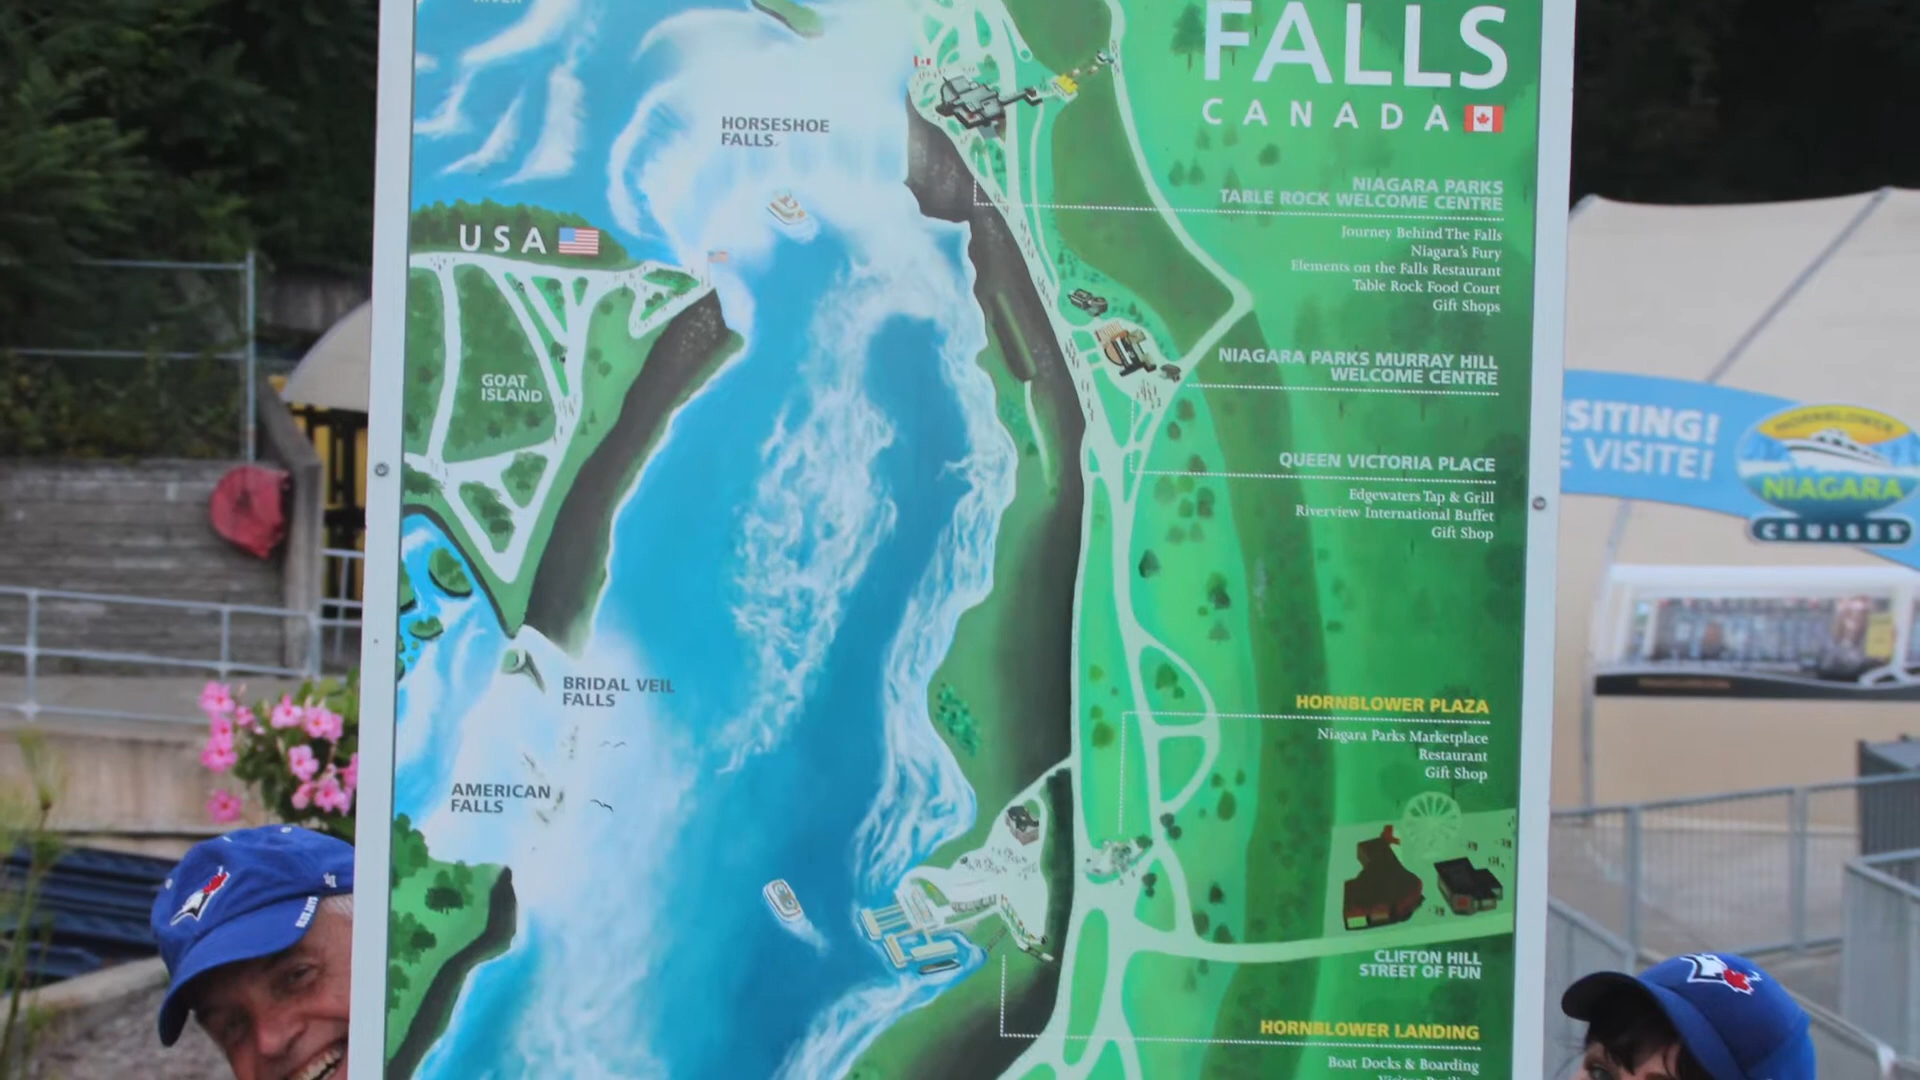 RIVER
FALLS
CANADA
HORSESHOE
FALLS
NIAGARA PARKS
TABLE ROCK WELCOME CENTRE
Journey Behind The Falls
Niagara's Fury
Elements on the Falls Restaurant
Table Rock Food Court
Gift Shops
USA
GOAT
ISLAND
NIAGARA PARKS MURRAY HILL
WELCOME CENTRE
QUEEN VICTORIA PLACE
Edgewaters Tap & Grill
Riverview International Buffet
Gift Shop
BRIDAL VEIL
FALLS
AMERICAN
FALLS
HORNBLOWER PLAZA
Niagara Parks Marketplace
Restaurant
Gift Shop
CLIFTON HILL
STREET OF FUN
HORNBLOWER LANDING
Boat Docks & Boarding
SITING!
E VISITE!
HORNBLOWER
NIAGARA
CRUISES